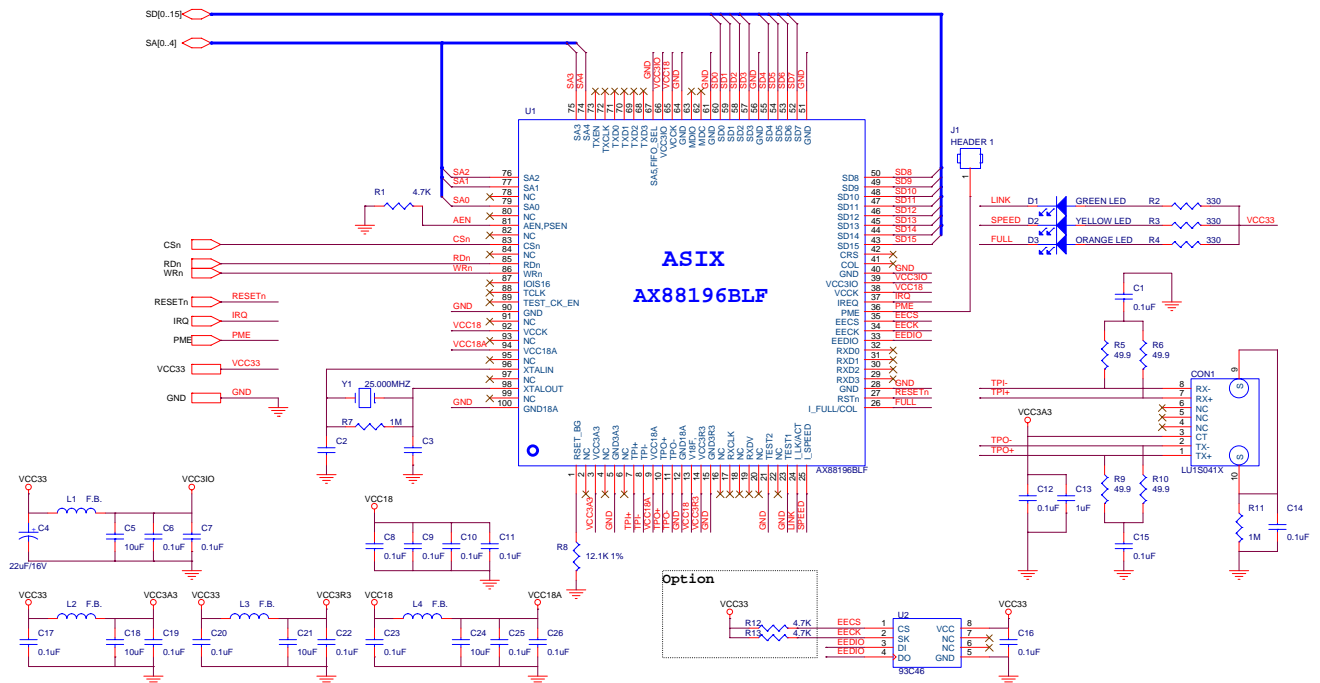 SD[0..15]
SA[0..4]
SA3
SA4
GND
VCC3IO
VCC18
GND
GND
SD0
SD1
SD2
SD3
GND
SD4
SD5
SD6
SD7
GND
75
74
73
72
71
70
69
68
67
66
65
64
63
62
61
60
59
58
57
56
55
54
53
52
51
U1
SA3
SA4
TXEN
TXCLK
TXD0
TXD1
TXD2
TXD3
SA5,FIFO_SEL
VCC3IO
VCCK
GND
MDIO
MDC
GND
SD0
SD1
SD2
SD3
GND
SD4
SD5
SD6
SD7
GND
ASIX
AX88196BLF
SA2 76 SA2
SA1 77 SA1
78 NC
SA0 79 SA0
80 NC
AEN 81 AEN,PSEN
82 NC
CSn 83 CSn
84 NC
RDn 85 RDn
WRn 86 WRn
87 IOIS16
88 TCLK
89 TEST_CK_EN
GND 90 GND
91 NC
VCC18 92 VCCK
93 NC
VCC18A 94 VCC18A
95 NC
96 XTALIN
97 NC
98 XTALOUT
99 NC
GND 100 GND18A
SD8 50 SD8
SD9 49 SD9
SD10 48 SD10
SD11 47 SD11
SD12 46 SD12
SD13 45 SD13
SD14 44 SD14
SD15 43 SD15
CRS 42
COL 41
GND 40 GND
VCC3IO 39 VCC3IO
VCCK 38 VCC18
IREQ 37 IRQ
PME 36 PME
EECS 35 EECS
EECK 34 EECK
EEDIO 33 EEDIO
RXD0 32
RXD1 31
RXD2 30
RXD3 29
GND 28 GND
RSTn 27 RESETn
I_FULL/COL 26 FULL
RSET_BG
NC
VCC3A3
NC
GND3A3
NC
TPI+
TPI-
VCC18A
TPO+
TPO-
GND18A
V18F,
VCC3R3
GND3R3
NC
RXCLK
NC
RXDV
NC
TEST2
NC
TEST1
I_LK/ACT
I_SPEED
AX88196BLF
1
2
3
4
5
6
7
8
9
10
11
12
13
14
15
16
17
18
19
20
21
22
23
24
25
VCC3A3
GND
TPI+
TPI-
VCC18A
TPO+
TPO-
GND
VCC18
VCC3R3
GND
GND
GND
LINK
SPEED
R1 4.7K
CSn
RDn
WRn
RESETn RESETn
IRQ IRQ
PME PME
VCC33 VCC33
GND GND
Y1 25.000MHZ
R7 1M
C2
C3
R8
12.1K 1%
J1
HEADER 1
1
LINK D1 GREEN LED R2 330
SPEED D2 YELLOW LED R3 330 VCC33
FULL D3 ORANGE LED R4 330
C1
0.1uF
R5
49.9
R6
49.9
TPI-
TPI+
VCC3A3
TPO-
TPO+
CON1
8 RX-
7 RX+
6 NC
5 NC
4 NC
3 CT
2 TX-
1 TX+
9
S
S
10
LU1S041X
C12
0.1uF
C13
1uF
R9
49.9
R10
49.9
C15
0.1uF
R11
1M
C14
0.1uF
VCC33
L1 F.B.
VCC3IO
C4
22uF/16V
C5
10uF
C6
0.1uF
C7
0.1uF
VCC18
C8
0.1uF
C9
0.1uF
C10
0.1uF
C11
0.1uF
VCC33
L2 F.B.
VCC3A3
C17
0.1uF
C18
10uF
C19
0.1uF
VCC33
L3 F.B.
VCC3R3
C20
0.1uF
C21
10uF
C22
0.1uF
VCC18
L4 F.B.
VCC18A
C23
0.1uF
C24
10uF
C25
0.1uF
C26
0.1uF
Option
VCC33
R12 4.7K
R13 4.7K
EECS
EECK
EEDIO
EEDIO
U2
1 CS
2 SK
3 DI
4 DO
VCC 8
NC 7
NC 6
GND 5
93C46
VCC33
C16
0.1uF